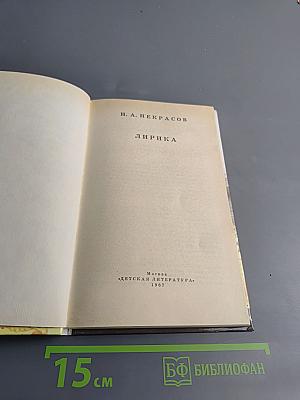 Н. А. НЕКРАСОВ
ЛИРИКА
Москва
«ДЕТСКАЯ ЛИТЕРАТУРА»
1967
15 см
БФ БИБЛИОФАН